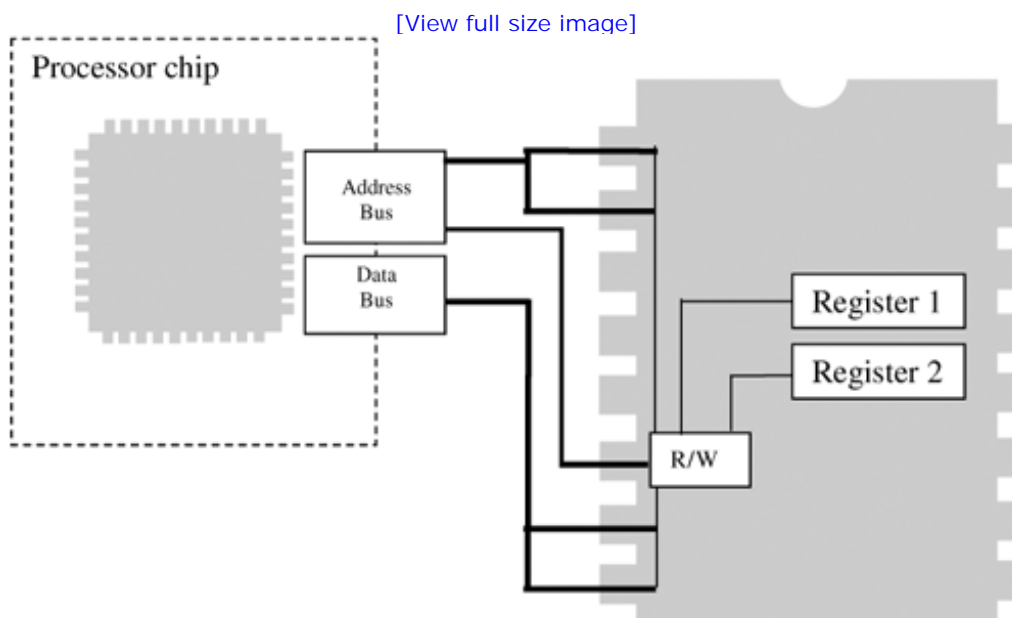 [View full size image]
Processor chip
Address
Bus
Data
Bus
Register 1
Register 2
R/W